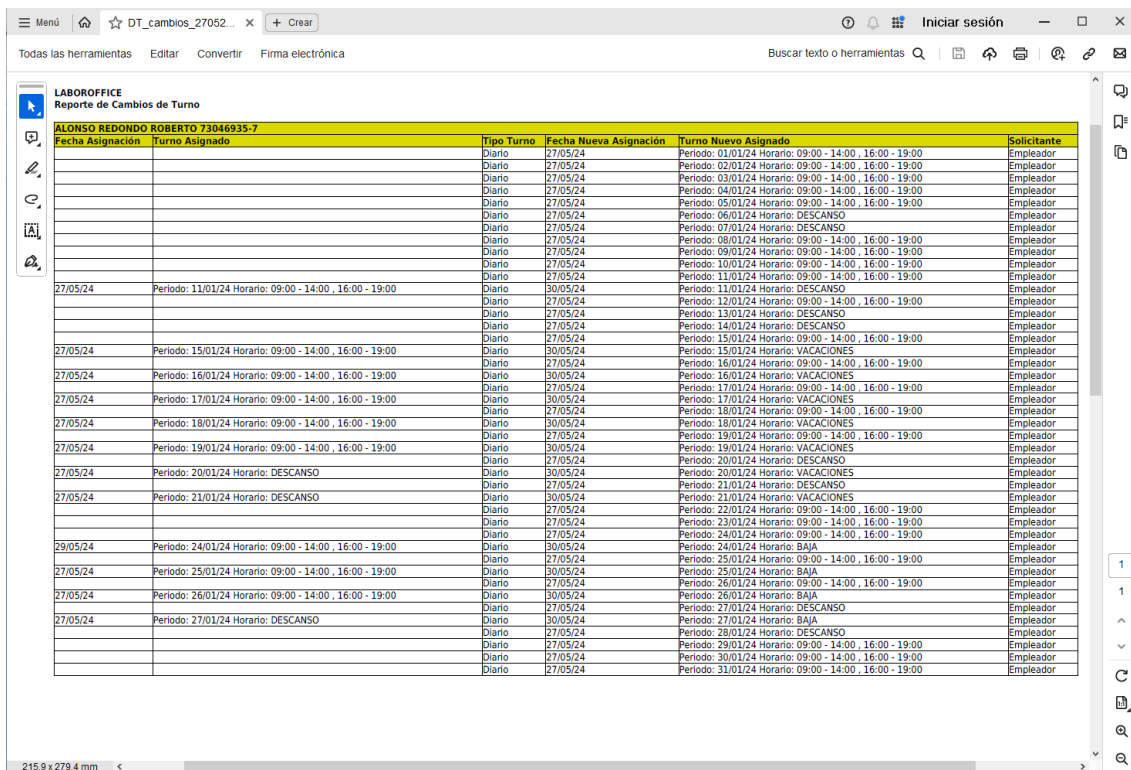 Menú DT_cambios_27052... + Crear Iniciar sesión
Todas las herramientas Editar Convertir Firma electrónica Buscar texto o herramientas
LABOROFFICE
Reporte de Cambios de Turno
ALONSO REDONDO ROBERTO 73046935-7
Fecha Asignación Turno Asignado Tipo Turno Fecha Nueva Asignación Turno Nuevo Asignado Solicitante
Diario 27/05/24 Periodo: 01/01/24 Horario: 09:00 - 14:00 , 16:00 - 19:00 Empleador
Diario 27/05/24 Periodo: 02/01/24 Horario: 09:00 - 14:00 , 16:00 - 19:00 Empleador
Diario 27/05/24 Periodo: 03/01/24 Horario: 09:00 - 14:00 , 16:00 - 19:00 Empleador
Diario 27/05/24 Periodo: 04/01/24 Horario: 09:00 - 14:00 , 16:00 - 19:00 Empleador
Diario 27/05/24 Periodo: 05/01/24 Horario: 09:00 - 14:00 , 16:00 - 19:00 Empleador
Diario 27/05/24 Periodo: 06/01/24 Horario: DESCANSO Empleador
Diario 27/05/24 Periodo: 07/01/24 Horario: DESCANSO Empleador
Diario 27/05/24 Periodo: 08/01/24 Horario: 09:00 - 14:00 , 16:00 - 19:00 Empleador
Diario 27/05/24 Periodo: 09/01/24 Horario: 09:00 - 14:00 , 16:00 - 19:00 Empleador
Diario 27/05/24 Periodo: 10/01/24 Horario: 09:00 - 14:00 , 16:00 - 19:00 Empleador
Diario 27/05/24 Periodo: 11/01/24 Horario: 09:00 - 14:00 , 16:00 - 19:00 Empleador
27/05/24 Periodo: 11/01/24 Horario: 09:00 - 14:00 , 16:00 - 19:00 Diario 30/05/24 Periodo: 11/01/24 Horario: DESCANSO Empleador
Diario 27/05/24 Periodo: 12/01/24 Horario: 09:00 - 14:00 , 16:00 - 19:00 Empleador
Diario 27/05/24 Periodo: 13/01/24 Horario: DESCANSO Empleador
Diario 27/05/24 Periodo: 14/01/24 Horario: DESCANSO Empleador
Diario 27/05/24 Periodo: 15/01/24 Horario: 09:00 - 14:00 , 16:00 - 19:00 Empleador
27/05/24 Periodo: 15/01/24 Horario: 09:00 - 14:00 , 16:00 - 19:00 Diario 30/05/24 Periodo: 15/01/24 Horario: VACACIONES Empleador
Diario 27/05/24 Periodo: 16/01/24 Horario: 09:00 - 14:00 , 16:00 - 19:00 Empleador
27/05/24 Periodo: 16/01/24 Horario: 09:00 - 14:00 , 16:00 - 19:00 Diario 30/05/24 Periodo: 16/01/24 Horario: VACACIONES Empleador
Diario 27/05/24 Periodo: 17/01/24 Horario: 09:00 - 14:00 , 16:00 - 19:00 Empleador
27/05/24 Periodo: 17/01/24 Horario: 09:00 - 14:00 , 16:00 - 19:00 Diario 30/05/24 Periodo: 17/01/24 Horario: VACACIONES Empleador
Diario 27/05/24 Periodo: 18/01/24 Horario: 09:00 - 14:00 , 16:00 - 19:00 Empleador
27/05/24 Periodo: 18/01/24 Horario: 09:00 - 14:00 , 16:00 - 19:00 Diario 30/05/24 Periodo: 18/01/24 Horario: VACACIONES Empleador
Diario 27/05/24 Periodo: 19/01/24 Horario: 09:00 - 14:00 , 16:00 - 19:00 Empleador
27/05/24 Periodo: 19/01/24 Horario: 09:00 - 14:00 , 16:00 - 19:00 Diario 30/05/24 Periodo: 19/01/24 Horario: VACACIONES Empleador
Diario 27/05/24 Periodo: 20/01/24 Horario: DESCANSO Empleador
27/05/24 Periodo: 20/01/24 Horario: DESCANSO Diario 30/05/24 Periodo: 20/01/24 Horario: VACACIONES Empleador
Diario 27/05/24 Periodo: 21/01/24 Horario: DESCANSO Empleador
27/05/24 Periodo: 21/01/24 Horario: DESCANSO Diario 30/05/24 Periodo: 21/01/24 Horario: VACACIONES Empleador
Diario 27/05/24 Periodo: 22/01/24 Horario: 09:00 - 14:00 , 16:00 - 19:00 Empleador
Diario 27/05/24 Periodo: 23/01/24 Horario: 09:00 - 14:00 , 16:00 - 19:00 Empleador
Diario 27/05/24 Periodo: 24/01/24 Horario: 09:00 - 14:00 , 16:00 - 19:00 Empleador
29/05/24 Periodo: 24/01/24 Horario: 09:00 - 14:00 , 16:00 - 19:00 Diario 30/05/24 Periodo: 24/01/24 Horario: BAJA Empleador
Diario 27/05/24 Periodo: 25/01/24 Horario: 09:00 - 14:00 , 16:00 - 19:00 Empleador
27/05/24 Periodo: 25/01/24 Horario: 09:00 - 14:00 , 16:00 - 19:00 Diario 30/05/24 Periodo: 25/01/24 Horario: BAJA Empleador
Diario 27/05/24 Periodo: 26/01/24 Horario: 09:00 - 14:00 , 16:00 - 19:00 Empleador
27/05/24 Periodo: 26/01/24 Horario: 09:00 - 14:00 , 16:00 - 19:00 Diario 30/05/24 Periodo: 26/01/24 Horario: BAJA Empleador
Diario 27/05/24 Periodo: 27/01/24 Horario: DESCANSO Empleador
27/05/24 Periodo: 27/01/24 Horario: DESCANSO Diario 30/05/24 Periodo: 27/01/24 Horario: BAJA Empleador
Diario 27/05/24 Periodo: 28/01/24 Horario: DESCANSO Empleador
Diario 27/05/24 Periodo: 29/01/24 Horario: 09:00 - 14:00 , 16:00 - 19:00 Empleador
Diario 27/05/24 Periodo: 30/01/24 Horario: 09:00 - 14:00 , 16:00 - 19:00 Empleador
Diario 27/05/24 Periodo: 31/01/24 Horario: 09:00 - 14:00 , 16:00 - 19:00 Empleador
1
1
215,9 x 279,4 mm